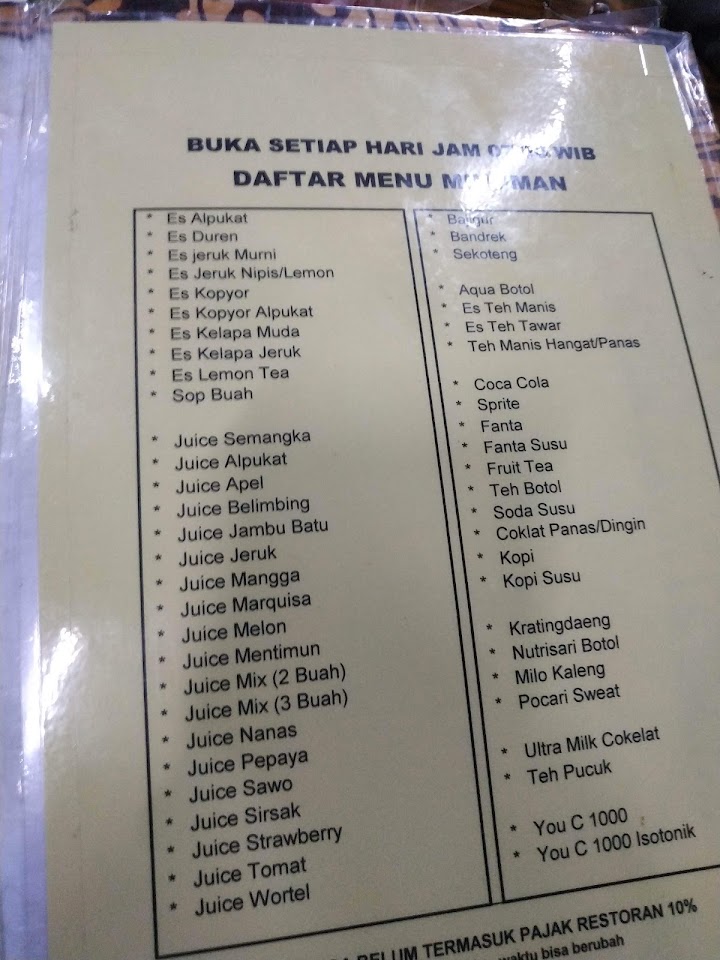 BUKA SETIAP HARI JAM WIB
DAFTAR MENU
* Es Alpukat
* Es Duren
* Es jeruk Murni
* Es Jeruk Nipis/Lemon
* Es Kopyor
* Es Kopyor Alpukat
* Es Kelapa Muda
* Es Kelapa Jeruk
* Es Lemon Tea
* Sop Buah
* Juice Semangka
* Juice Alpukat
* Juice Apel
* Juice Belimbing
* Juice Jambu Batu
* Juice Jeruk
* Juice Mangga
* Juice Marquisa
* Juice Melon
* Juice Mentimun
* Juice Mix (2 Buah)
* Juice Mix (3 Buah)
* Juice Nanas
* Juice Pepaya
* Juice Sawo
* Juice Sirsak
* Juice Strawberry
* Juice Tomat
* Juice Wortel
* Bajigur
* Bandrek
* Sekoteng
* Aqua Botol
* Es Teh Manis
* Es Teh Tawar
* Teh Manis Hangat/Panas
* Coca Cola
* Sprite
* Fanta
* Fanta Susu
* Fruit Tea
* Teh Botol
* Soda Susu
* Coklat Panas/Dingin
* Kopi
* Kopi Susu
* Kratingdaeng
* Nutrisari Botol
* Milo Kaleng
* Pocari Sweat
* Ultra Milk Cokelat
* Teh Pucuk
* You C 1000
* You C 1000 Isotonik
BELUM TERMASUK PAJAK RESTORAN 10%
waktu bisa berubah